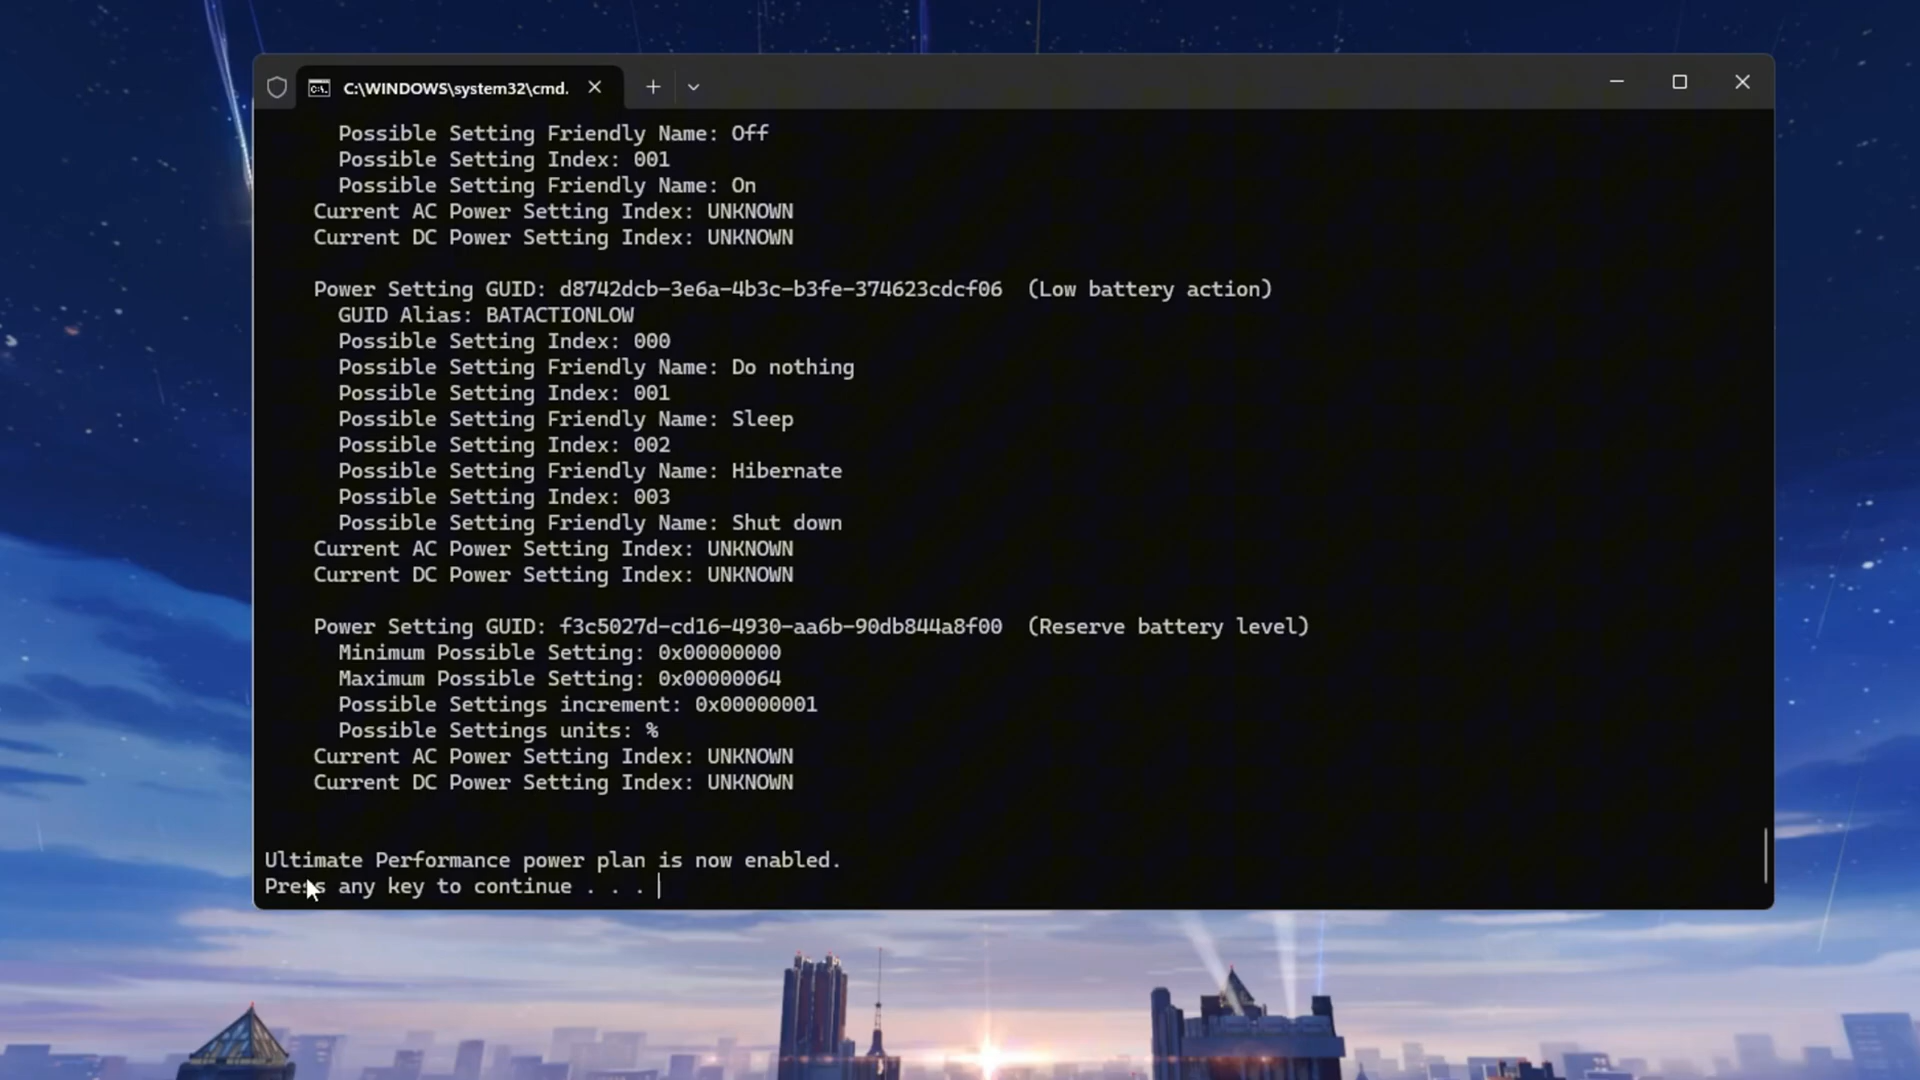 C:\WINDOWS\system32\cmd.
Possible Setting Friendly Name: Off
Possible Setting Index: 001
Possible Setting Friendly Name: On
Current AC Power Setting Index: UNKNOWN
Current DC Power Setting Index: UNKNOWN
Power Setting GUID: d8742dcb-3e6a-4b3c-b3fe-374623cdcf06  (Low battery action)
GUID Alias: BATACTIONLOW
Possible Setting Index: 000
Possible Setting Friendly Name: Do nothing
Possible Setting Index: 001
Possible Setting Friendly Name: Sleep
Possible Setting Index: 002
Possible Setting Friendly Name: Hibernate
Possible Setting Index: 003
Possible Setting Friendly Name: Shut down
Current AC Power Setting Index: UNKNOWN
Current DC Power Setting Index: UNKNOWN
Power Setting GUID: f3c5027d-cd16-4930-aa6b-90db844a8f00  (Reserve battery level)
Minimum Possible Setting: 0x00000000
Maximum Possible Setting: 0x00000064
Possible Settings increment: 0x00000001
Possible Settings units: %
Current AC Power Setting Index: UNKNOWN
Current DC Power Setting Index: UNKNOWN
Ultimate Performance power plan is now enabled.
Press any key to continue . . .